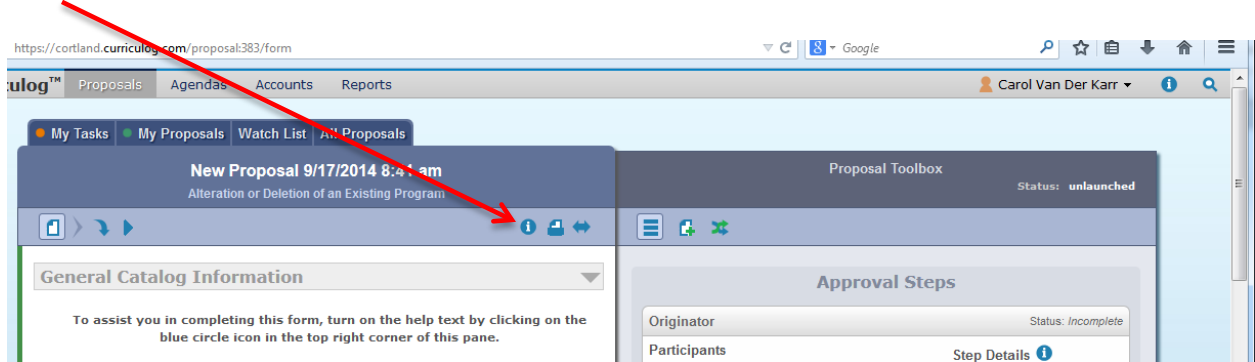 https://cortland.curriculog.com/proposal:383/form Google
ulog™ Proposals Agendas Accounts Reports Carol Van Der Karr
My Tasks My Proposals Watch List All Proposals
New Proposal 9/17/2014 8:41 am
Alteration or Deletion of an Existing Program
Proposal Toolbox
Status: unlaunched
General Catalog Information
To assist you in completing this form, turn on the help text by clicking on the
blue circle icon in the top right corner of this pane.
Approval Steps
Originator Status: Incomplete
Participants Step Details